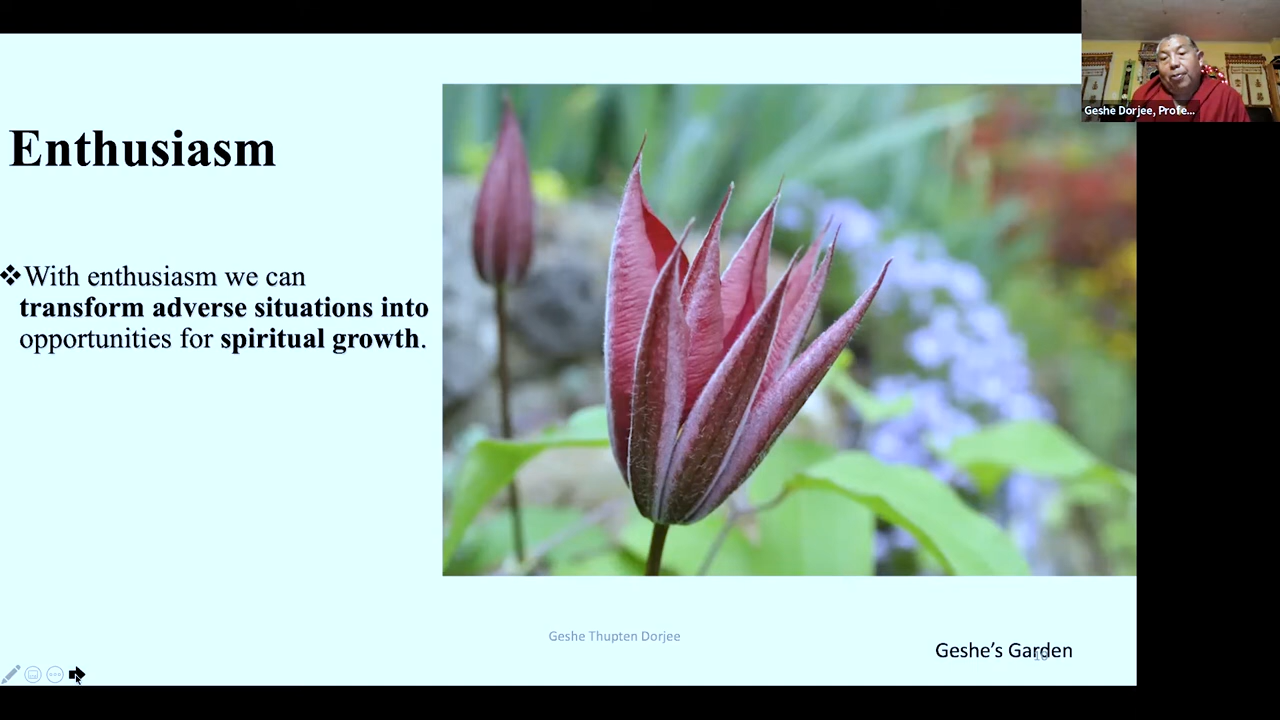 Geshe Dorjee, Profe...
Enthusiasm
❖With enthusiasm we can
transform adverse situations into
opportunities for spiritual growth.
Geshe Thupten Dorjee
Geshe’s Garden